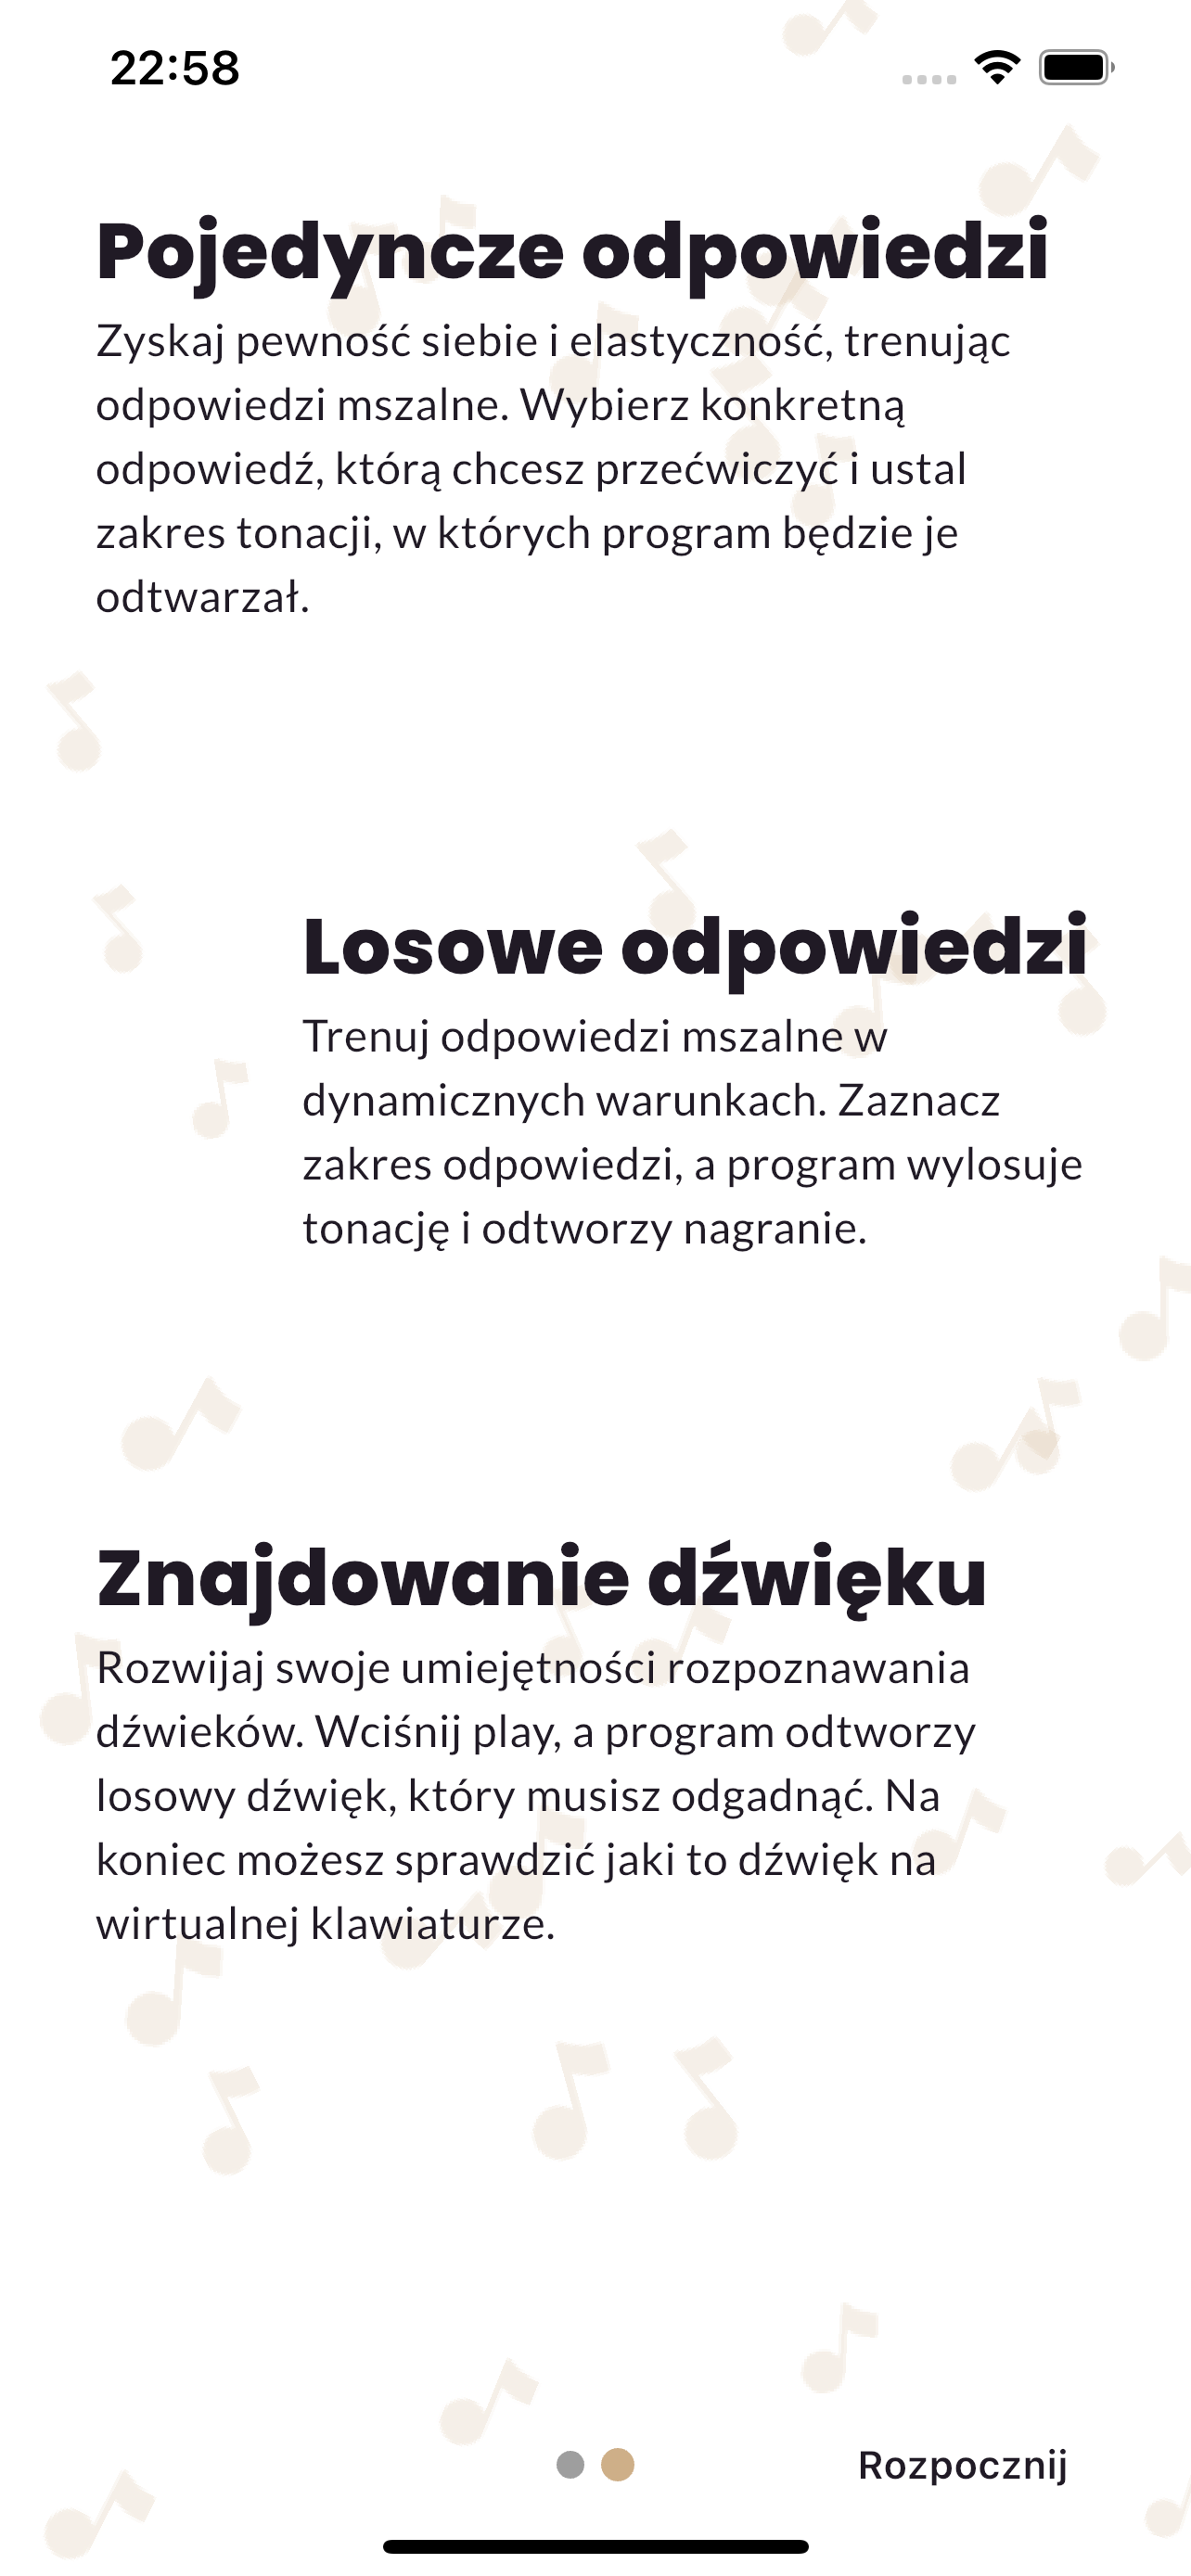 22:58
Pojedyncze odpowiedzi
Zyskaj pewność siebie i elastyczność, trenując
odpowiedzi mszalne. Wybierz konkretną
odpowiedź, którą chcesz przećwiczyć i ustal
zakres tonacji, w których program będzie je
odtwarzał.
Losowe odpowiedzi
Trenuj odpowiedzi mszalne w
dynamicznych warunkach. Zaznacz
zakres odpowiedzi, a program wylosuje
tonację i odtworzy nagranie.
Znajdowanie dźwięku
Rozwijaj swoje umiejętności rozpoznawania
dźwieków. Wciśnij play, a program odtworzy
losowy dźwięk, który musisz odgadnąć. Na
koniec możesz sprawdzić jaki to dźwięk na
wirtualnej klawiaturze.
Rozpocznij